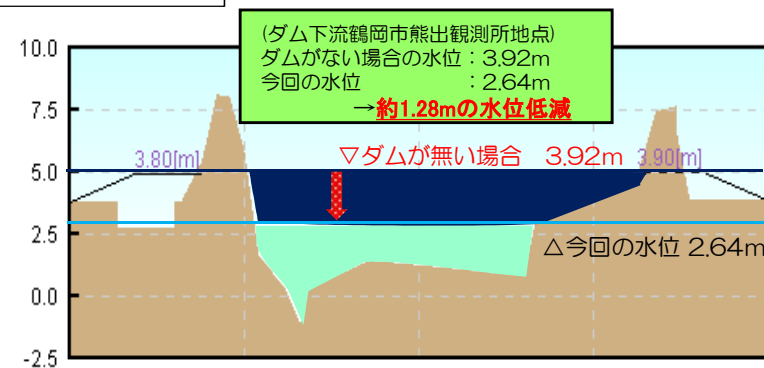 (ダム下流鶴岡市熊出観測所地点)
ダムがない場合の水位：3.92m
今回の水位　　　　：2.64m
→約1.28mの水位低減
10.0
7.5
3.80[m]
▽ダムが無い場合　3.92m
3.90[m]
5.0
2.5
△今回の水位 2.64m
0.0
-2.5